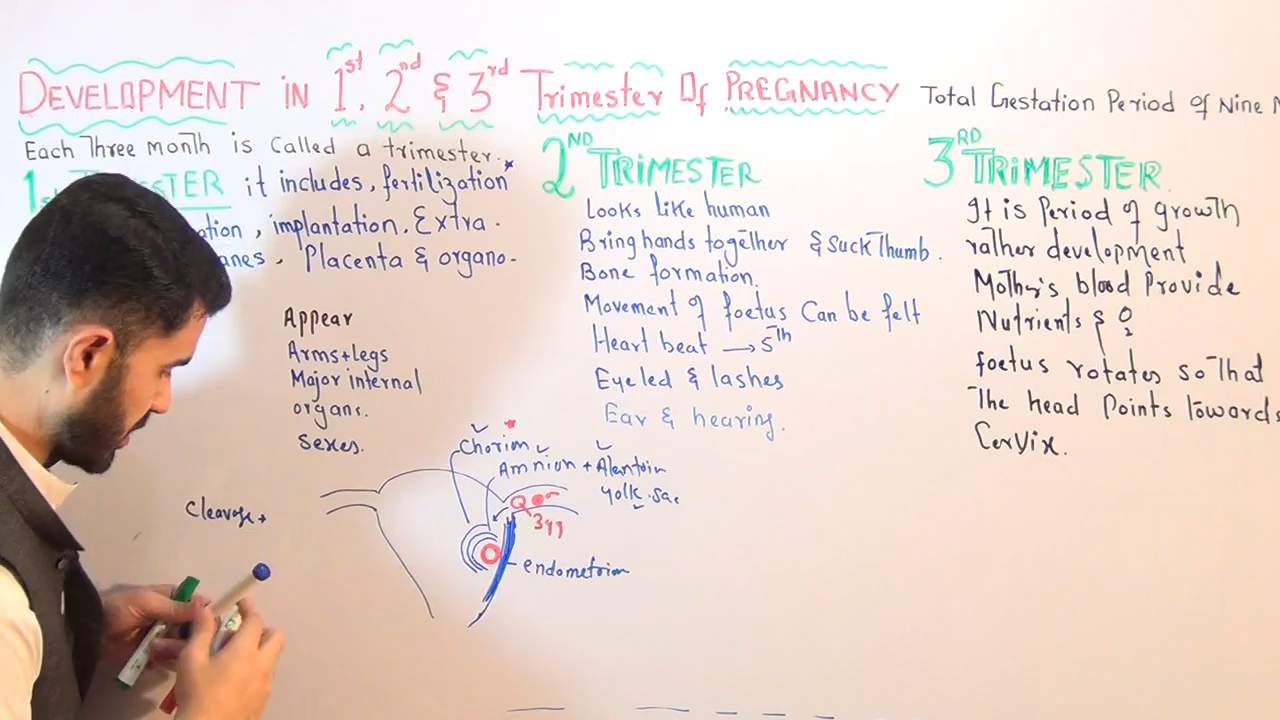 DEVELOPMENT in 1st, 2nd & 3rd Trimester Of PREGNANCY
Total Gestation Period of Nine
Each Three month is Called a trimester.
it includes, fertilization
implantation. Extra.
Placenta & organo-
Appear
Arms+Legs
Major internal
organs.
Sexes.
Cleavage
Chorion
Amnion +
yolk.sac
endometrium
2ND TRIMESTER
Looks like human
Bring hands together & Suck Thumb.
Bone formation.
Movement of foetus Can be felt
Heart beat → 5th
Eyeled & lashes
Ear & hearing.
3RD TRIMESTER
It is Period of growth
rather development
Mother's blood Provide
Nutrients & O2
foetus rotates so That
The head Points towards
Cervix.